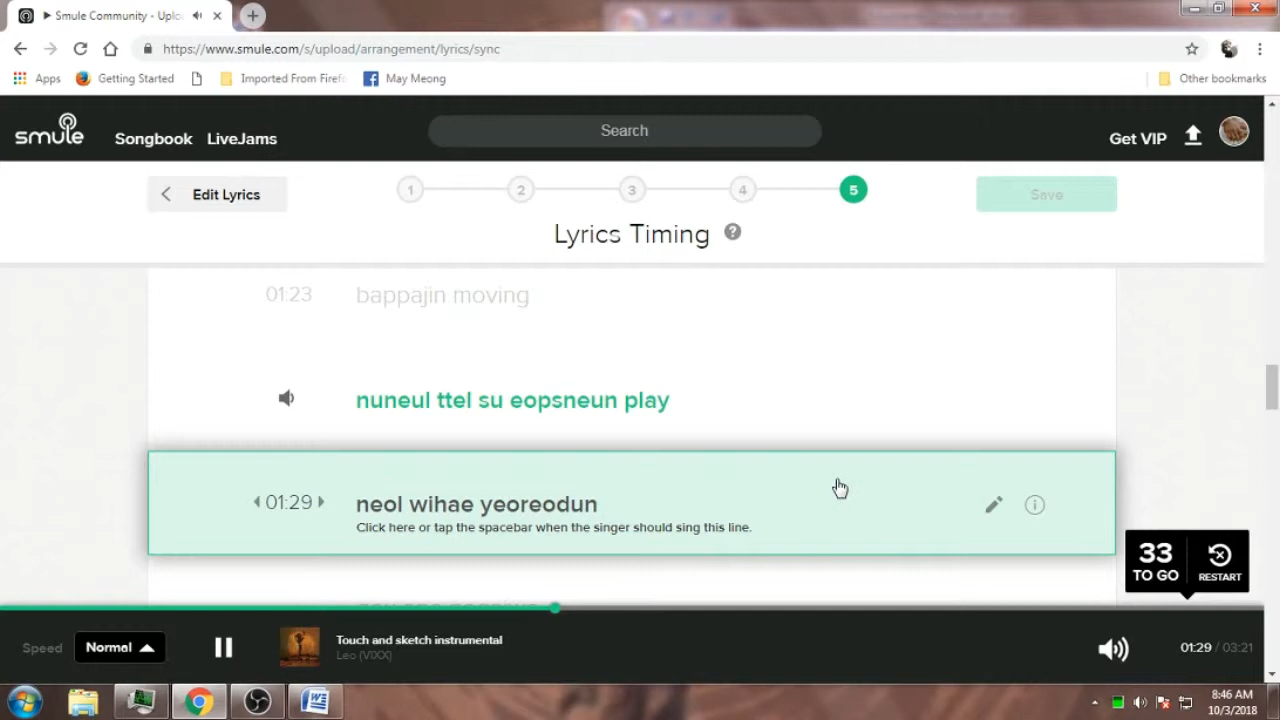 Smule Community - Uplo
https://www.smule.com/s/upload/arrangement/lyrics/sync
Apps
Getting Started
Imported From Firef
May Meong
Other bookmarks
smule
Songbook
LiveJams
Search
Get VIP
Edit Lyrics
1
2
3
4
5
Save
Lyrics Timing ?
01:23 bappajin moving
nuneul ttel su eopsneun play
01:29 neol wihae yeoreodun
Click here or tap the spacebar when the singer should sing this line.
33
TO GO
RESTART
Speed
Normal
Touch and sketch instrumental
Leo (VIXX)
01:29 / 03:21
8:46 AM
10/3/2018